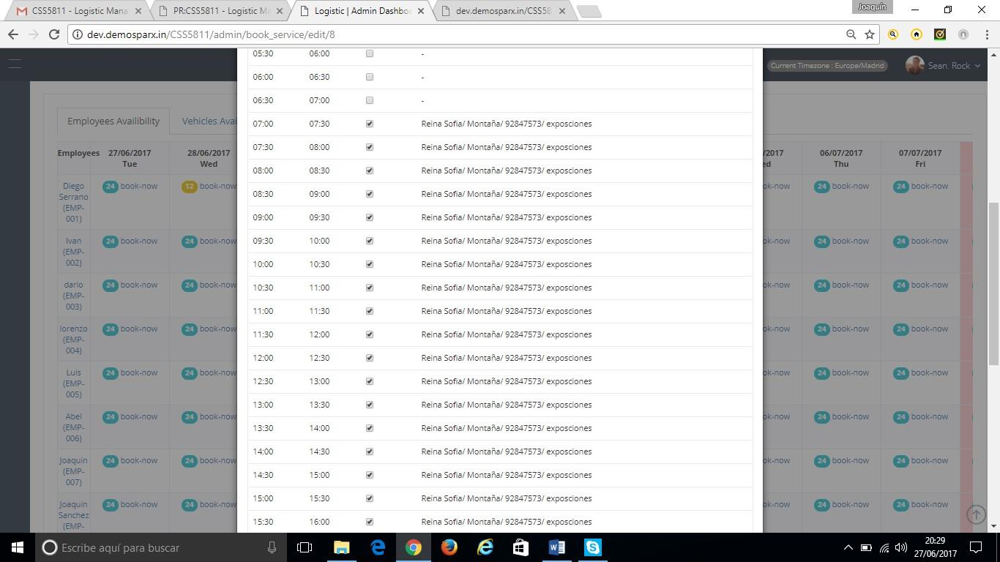 CSS5811 - Logistic Mana
PR:CSS5811 - Logistic Ma
Logistic | Admin Dashboa
dev.demosparx.in/CSS58
Joaquín
dev.demosparx.in/CSS5811/admin/book_service/edit/8
Current Timezone : Europe/Madrid
Sean. Rock
Employees Availibility
Vehicles Avai
Employees 27/06/2017 28/06/2017 /2017 06/07/2017 07/07/2017
Tue Wed ed Thu Fri
Diego Serrano (EMP-001) 24 book-now 12 book-now ok-now 24 book-now 24 book-now
Ivan (EMP-002) 24 book-now 24 book-now ok-now 24 book-now 24 book-now
dario (EMP-003) 24 book-now 24 book-now ok-now 24 book-now 24 book-now
lorenzo (EMP-004) 24 book-now 24 book-now ok-now 24 book-now 24 book-now
Luis (EMP-005) 24 book-now 24 book-now ok-now 24 book-now 24 book-now
Abel (EMP-006) 24 book-now 24 book-now ok-now 24 book-now 24 book-now
Joaquin (EMP-007) 24 book-now 24 book-now ok-now 24 book-now 24 book-now
Joaquin Sanchez (EMP- 24 book-now 24 book-now ok-now 24 book-now 24 book-now
05:30 06:00 -
06:00 06:30 -
06:30 07:00 -
07:00 07:30 Reina Sofia/ Montaña/ 92847573/ exposciones
07:30 08:00 Reina Sofia/ Montaña/ 92847573/ exposciones
08:00 08:30 Reina Sofia/ Montaña/ 92847573/ exposciones
08:30 09:00 Reina Sofia/ Montaña/ 92847573/ exposciones
09:00 09:30 Reina Sofia/ Montaña/ 92847573/ exposciones
09:30 10:00 Reina Sofia/ Montaña/ 92847573/ exposciones
10:00 10:30 Reina Sofia/ Montaña/ 92847573/ exposciones
10:30 11:00 Reina Sofia/ Montaña/ 92847573/ exposciones
11:00 11:30 Reina Sofia/ Montaña/ 92847573/ exposciones
11:30 12:00 Reina Sofia/ Montaña/ 92847573/ exposciones
12:00 12:30 Reina Sofia/ Montaña/ 92847573/ exposciones
12:30 13:00 Reina Sofia/ Montaña/ 92847573/ exposciones
13:00 13:30 Reina Sofia/ Montaña/ 92847573/ exposciones
13:30 14:00 Reina Sofia/ Montaña/ 92847573/ exposciones
14:00 14:30 Reina Sofia/ Montaña/ 92847573/ exposciones
14:30 15:00 Reina Sofia/ Montaña/ 92847573/ exposciones
15:00 15:30 Reina Sofia/ Montaña/ 92847573/ exposciones
15:30 16:00 Reina Sofia/ Montaña/ 92847573/ exposciones
Escribe aquí para buscar
20:29
27/06/2017